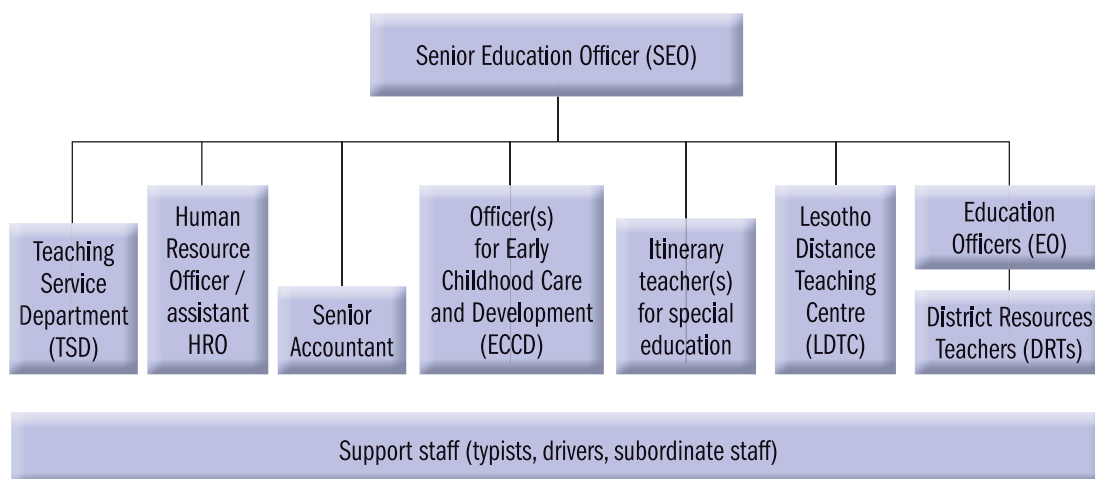 Senior Education Officer (SEO)
Teaching
Service
Department
(TSD)
Human
Resource
Officer /
assistant
HRO
Senior
Accountant
Officer(s)
for Early
Childhood Care
and Development
(ECCD)
Itinerary
teacher(s)
for special
education
Lesotho
Distance
Teaching
Centre
(LDTC)
Education
Officers (EO)
District Resources
Teachers (DRTs)
Support staff (typists, drivers, subordinate staff)